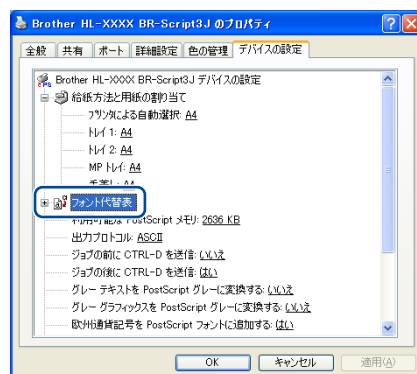 Brother HL-XXXX BR-Script3J のプロパティ
全般 共有 ポート 詳細設定 色の管理 デバイスの設定
Brother HL-XXXX BR-Script3J デバイスの設定
給紙方法と用紙の割り当て
プリンタによる自動選択: A4
トレイ 1: A4
トレイ 2: A4
MP トレイ: A4
手差し: A4
フォント代替表
利用可能な PostScript メモリ: 2636 KB
出力プロトコル: ASCII
ジョブの前に CTRL-D を送信: いいえ
ジョブの後に CTRL-D を送信: はい
グレー テキストを PostScript グレーに変換する: いいえ
グレー グラフィックスを PostScript グレーに変換する: いいえ
欧州通貨記号を PostScript フォントに追加する: はい
OK キャンセル 適用(A)